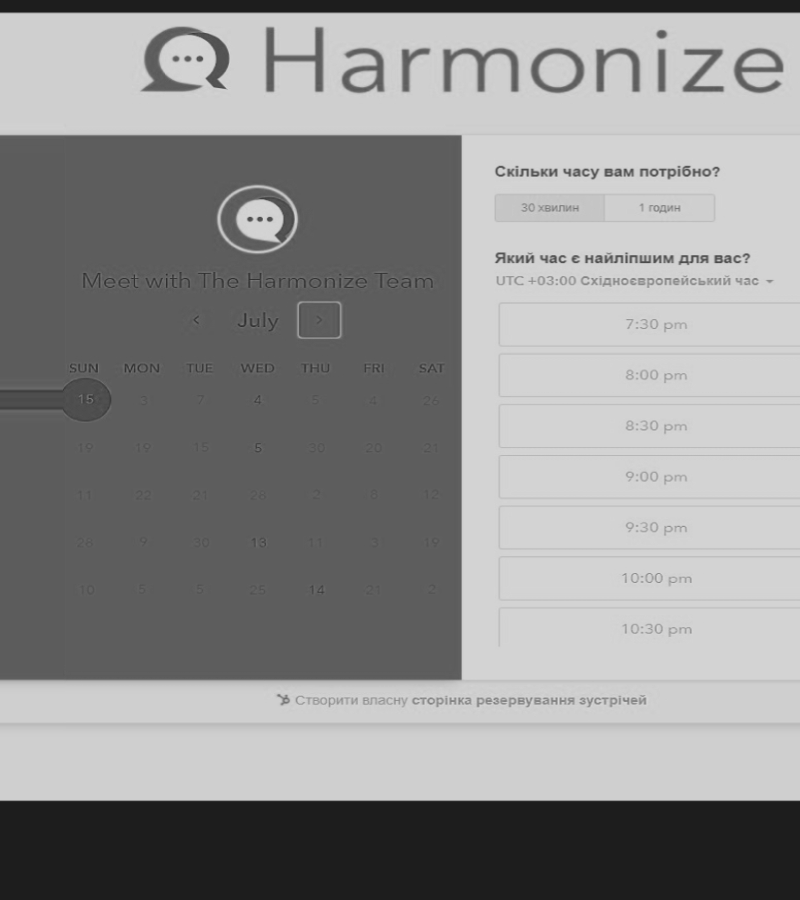 Harmonize
Meet with The Harmonize Team
July
SUN MON TUE WED THU FRI SAT
15 3 7 4 5 4 26
19 19 15 5 30 20 21
11 22 21 28 2 8 12
28 9 30 13 11 3 19
10 5 5 25 14 21 2
Скільки часу вам потрібно?
30 хвилин 1 годин
Який час є найліпшим для вас?
UTC +03:00 Східноєвропейський час
7:30 pm
8:00 pm
8:30 pm
9:00 pm
9:30 pm
10:00 pm
10:30 pm
Створити власну сторінка резервування зустрічей